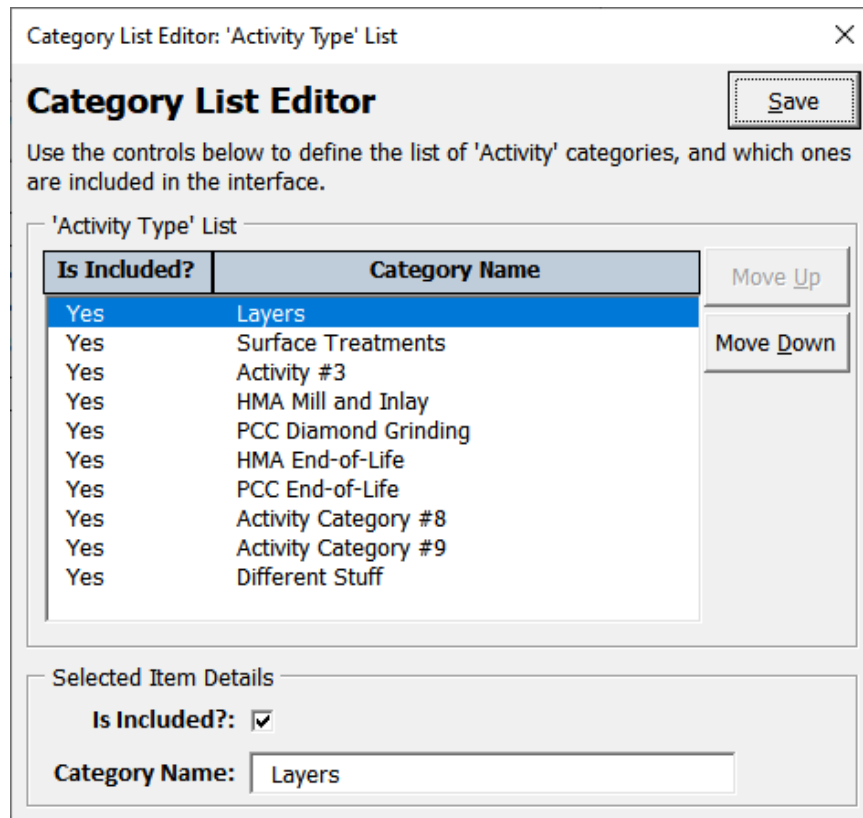 Category List Editor: 'Activity Type' List
Category List Editor
Save
Use the controls below to define the list of 'Activity' categories, and which ones
are included in the interface.
'Activity Type' List
Is Included? Category Name
Move Up
Yes Layers
Yes Surface Treatments
Move Down
Yes Activity #3
Yes HMA Mill and Inlay
Yes PCC Diamond Grinding
Yes HMA End-of-Life
Yes PCC End-of-Life
Yes Activity Category #8
Yes Activity Category #9
Yes Different Stuff
Selected Item Details
Is Included?:
Category Name: Layers